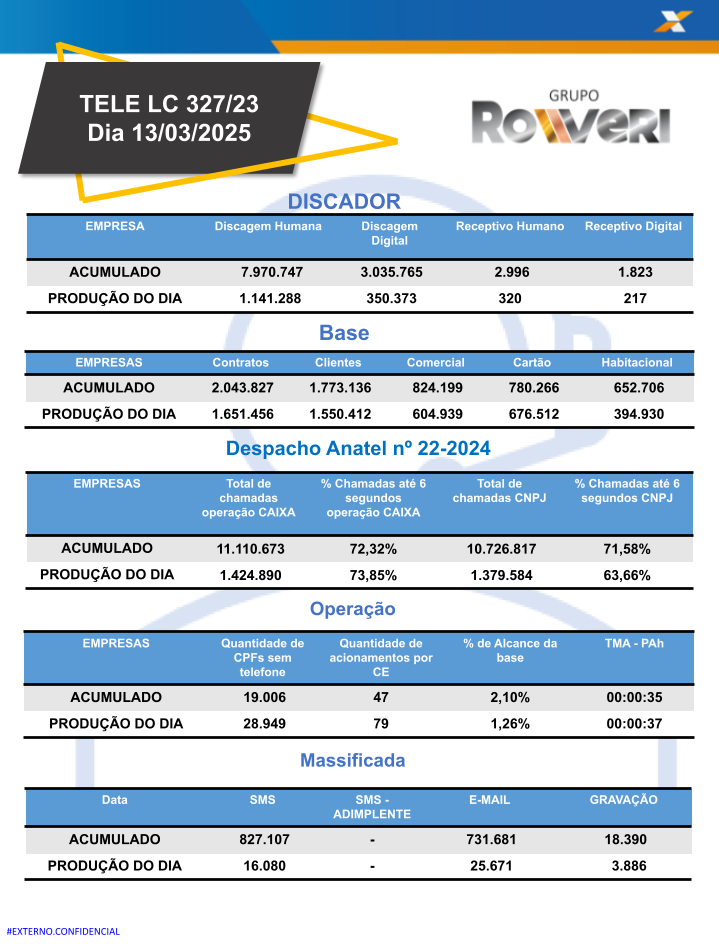 TELE LC 327/23
Dia 13/03/2025
GRUPO
Roveri
DISCADOR
EMPRESA Discagem Humana Discagem Digital Receptivo Humano Receptivo Digital
ACUMULADO 7.970.747 3.035.765 2.996 1.823
PRODUÇÃO DO DIA 1.141.288 350.373 320 217
Base
EMPRESAS Contratos Clientes Comercial Cartão Habitacional
ACUMULADO 2.043.827 1.773.136 824.199 780.266 652.706
PRODUÇÃO DO DIA 1.651.456 1.550.412 604.939 676.512 394.930
Despacho Anatel nº 22-2024
EMPRESAS Total de chamadas operação CAIXA % Chamadas até 6 segundos operação CAIXA Total de chamadas CNPJ % Chamadas até 6 segundos CNPJ
ACUMULADO 11.110.673 72,32% 10.726.817 71,58%
PRODUÇÃO DO DIA 1.424.890 73,85% 1.379.584 63,66%
Operação
EMPRESAS Quantidade de CPFs sem telefone Quantidade de acionamentos por CE % de Alcance da base TMA - PAh
ACUMULADO 19.006 47 2,10% 00:00:35
PRODUÇÃO DO DIA 28.949 79 1,26% 00:00:37
Massificada
Data SMS SMS - ADIMPLENTE E-MAIL GRAVAÇÃO
ACUMULADO 827.107 - 731.681 18.390
PRODUÇÃO DO DIA 16.080 - 25.671 3.886
#EXTERNO.CONFIDENCIAL